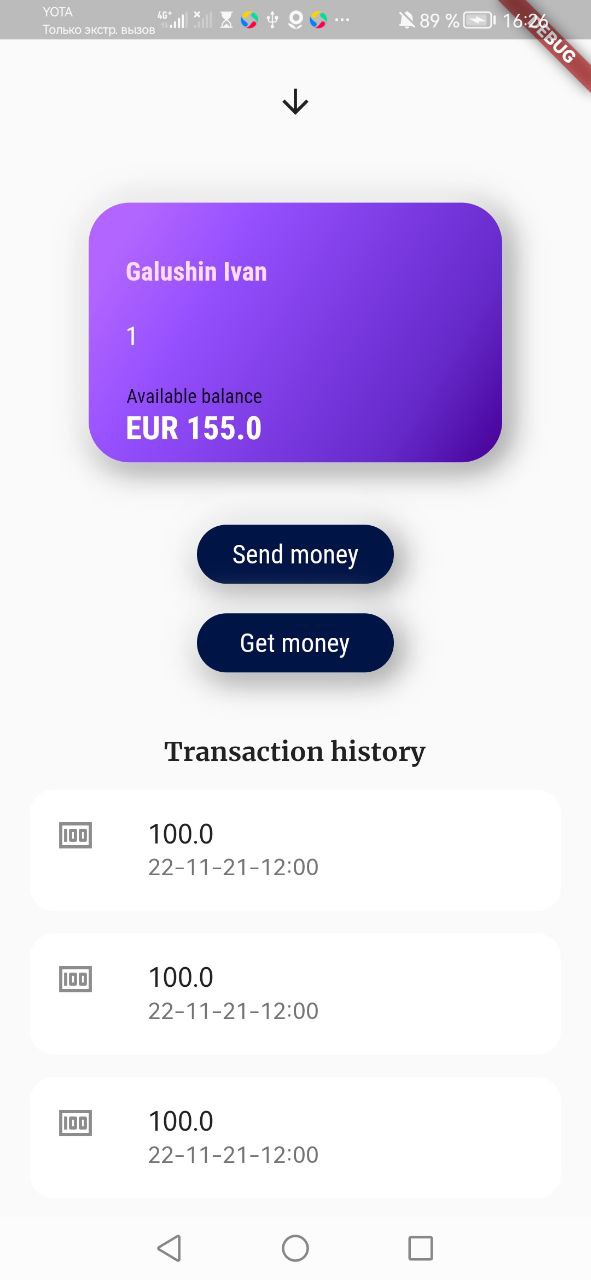 YOTA
Только экстр. вызов
4G+
89 %
16:26
DEBUG
Galushin Ivan
1
Available balance
EUR 155.0
Send money
Get money
Transaction history
100
100.0
22-11-21-12:00
100
100.0
22-11-21-12:00
100
100.0
22-11-21-12:00